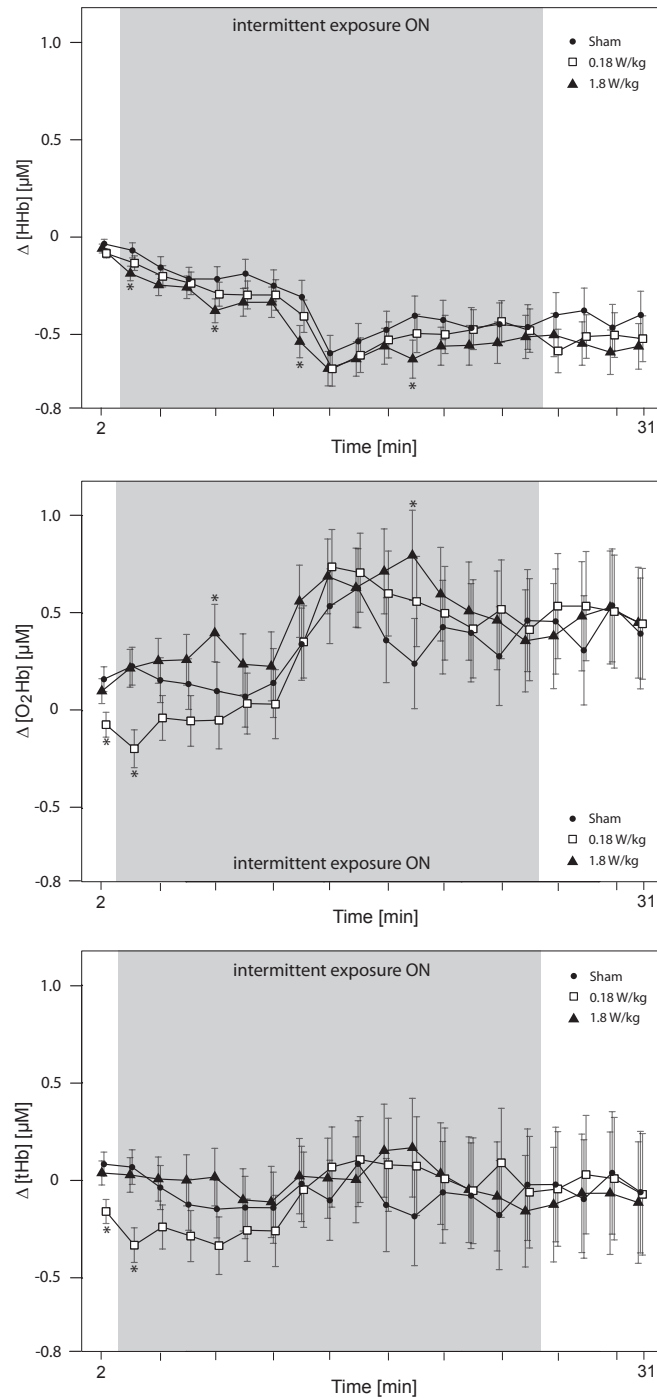 intermittent exposure ON
Sham
0.18 W/kg
1.8 W/kg
1.0
0.5
0
-0.5
-0.8
Δ [HHb] [µM]
*
*
*
*
2
31
Time [min]
1.0
0.5
0
-0.5
-0.8
Δ [O₂Hb] [µM]
*
*
*
*
Sham
0.18 W/kg
1.8 W/kg
intermittent exposure ON
2
31
Time [min]
intermittent exposure ON
Sham
0.18 W/kg
1.8 W/kg
1.0
0.5
0
-0.5
-0.8
Δ [tHb] [µM]
*
*
2
31
Time [min]